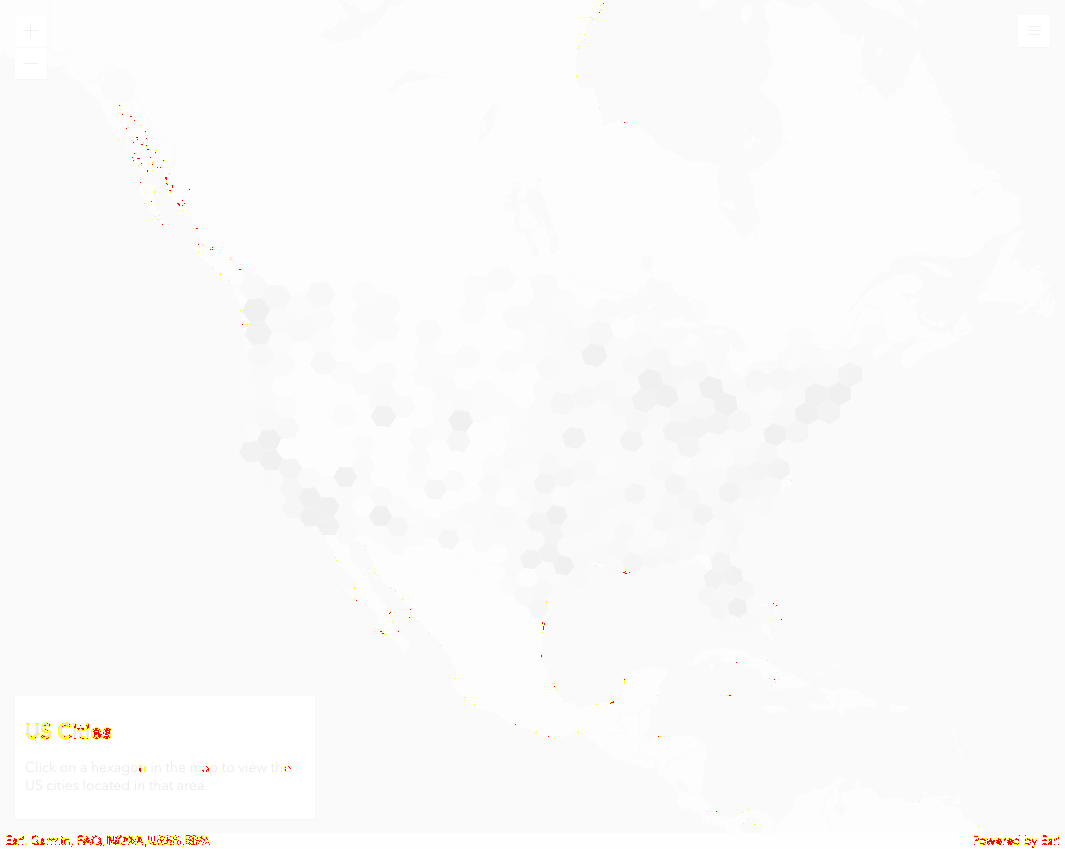 US Cities
Click on a hexagon in the map to view the
US cities located in that area.
Esri, Garmin, FAO, NOAA, USGS, EPA
Powered by Esri